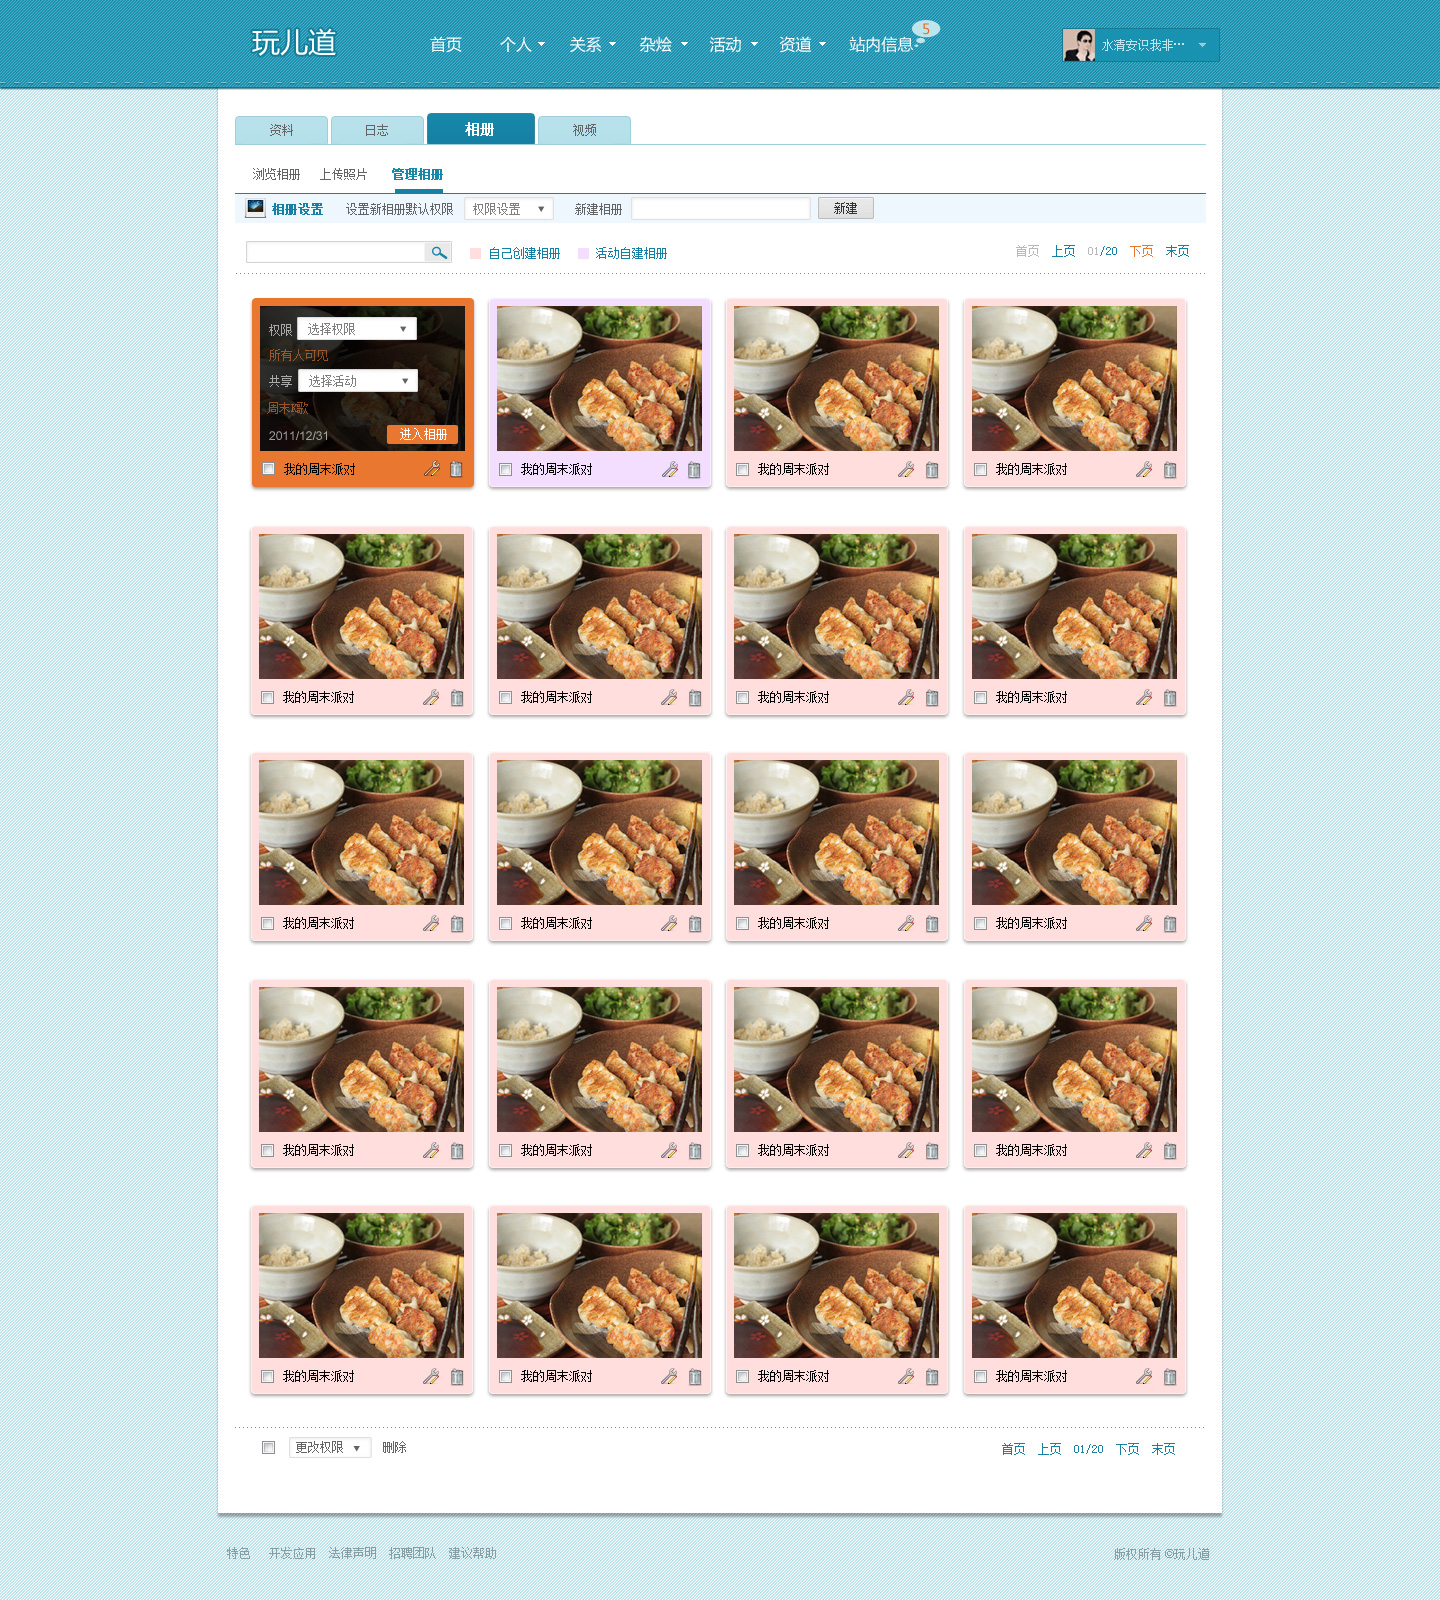 玩儿道 首页 个人 关系 杂烩 活动 资道 站内信息 5 水清安识我非…
资料 日志 相册 视频
浏览相册 上传照片 管理相册
相册设置 设置新相册默认权限 权限设置 新建相册 新建
自己创建相册 活动自建相册 首页 上页 01/20 下页 末页
权限 选择权限
所有人可见
共享 选择活动
周末k歌
2011/12/31 进入相册
我的周末派对 我的周末派对 我的周末派对 我的周末派对
我的周末派对 我的周末派对 我的周末派对 我的周末派对
我的周末派对 我的周末派对 我的周末派对 我的周末派对
我的周末派对 我的周末派对 我的周末派对 我的周末派对
我的周末派对 我的周末派对 我的周末派对 我的周末派对
更改权限 删除 首页 上页 01/20 下页 末页
特色 开发应用 法律声明 招聘团队 建议帮助 版权所有 ©玩儿道